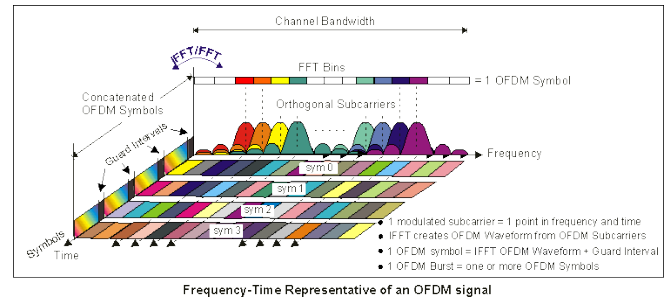 Channel Bandwidth
FFT/IFFT
FFT Bins
= 1 OFDM Symbol
Concatenated
OFDM Symbols
Orthogonal Subcarriers
Guard Intervals
Frequency
sym 0
sym 1
sym 2
sym 3
Symbols
Time
1 modulated subcarrier = 1 point in frequency and time
IFFT creates OFDM Waveform from OFDM Subcarriers
1 OFDM symbol = IFFT OFDM Waveform + Guard Interval
1 OFDM Burst = one or more OFDM Symbols
Frequency-Time Representative of an OFDM signal